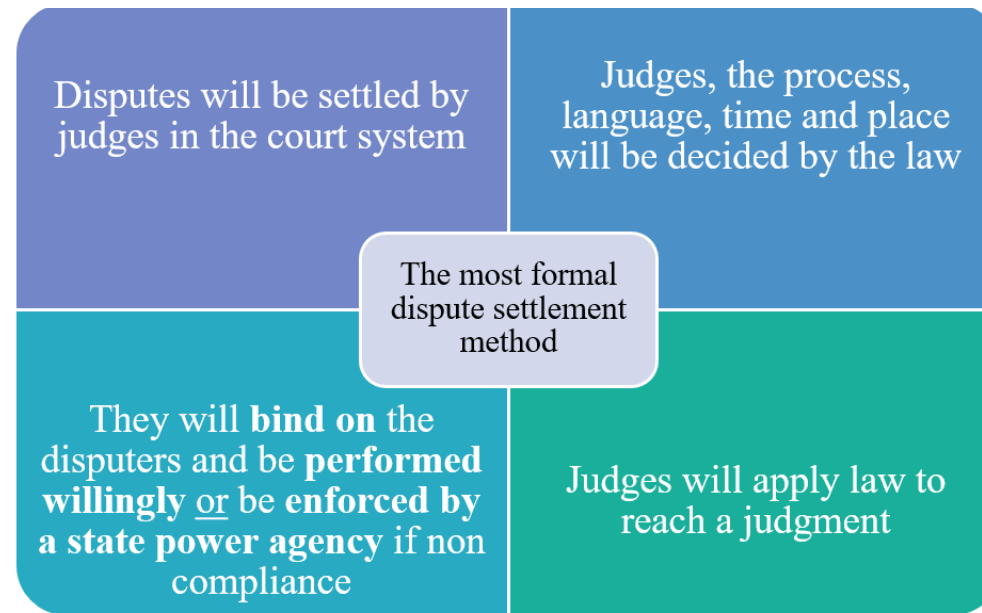 Disputes will be settled by
judges in the court system
Judges, the process,
language, time and place
will be decided by the law
The most formal
dispute settlement
method
They will bind on the
disputers and be performed
willingly or be enforced by
a state power agency if non
compliance
Judges will apply law to
reach a judgment